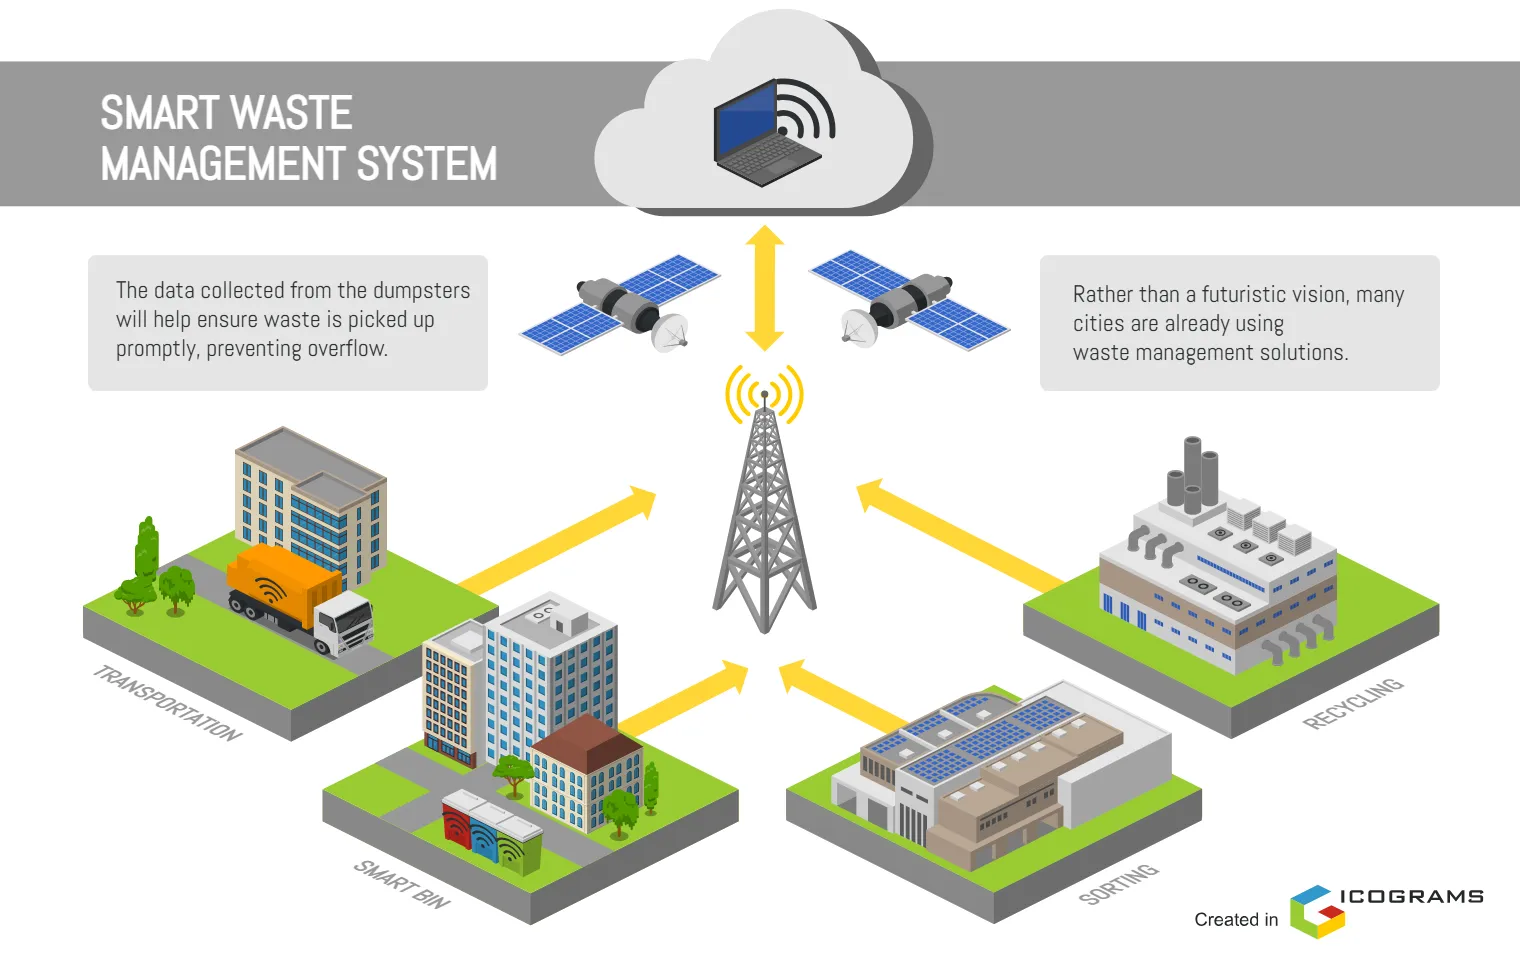 SMART WASTE
MANAGEMENT SYSTEM
The data collected from the dumpsters
will help ensure waste is picked up
promptly, preventing overflow.
Rather than a futuristic vision, many
cities are already using
waste management solutions.
TRANSPORTATION
RECYCLING
SMART BIN
SORTING
Created in
ICOGRAMS